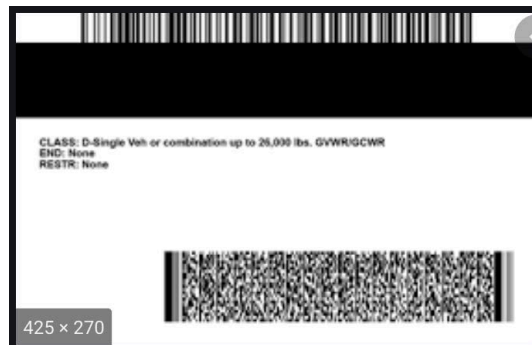 CLASS: D-Single Veh or combination up to 26,000 lbs. GVWR/GCWR
END: None
RESTR: None
425 × 270